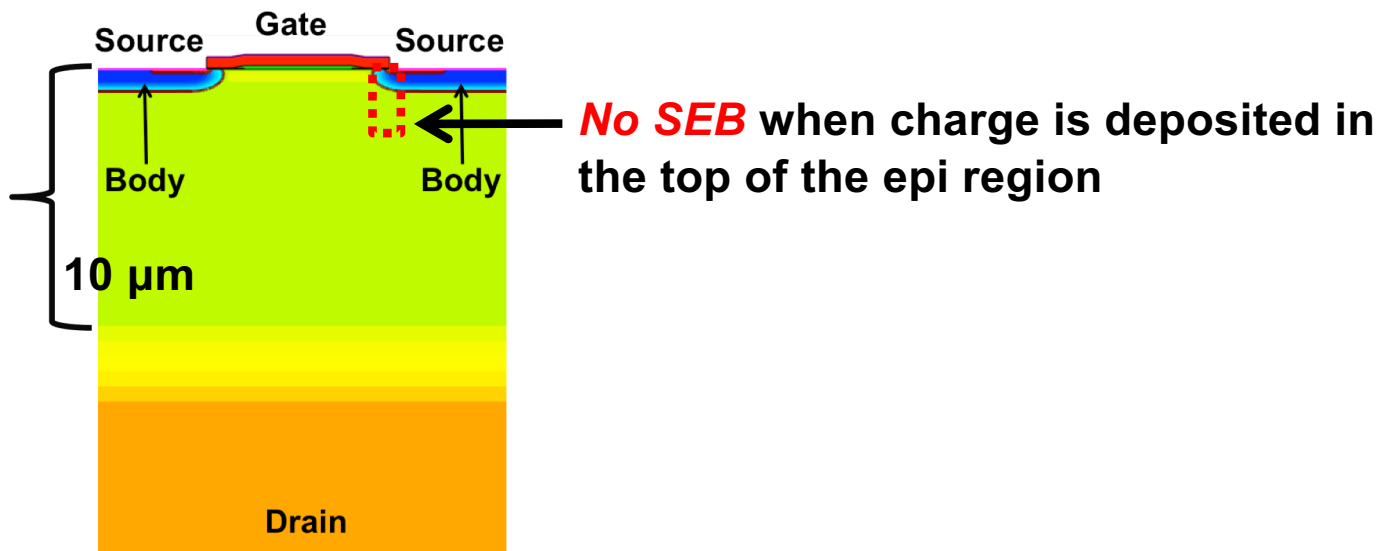 Source
Gate
Source
No SEB when charge is deposited in
the top of the epi region
Body
Body
10 μm
Drain